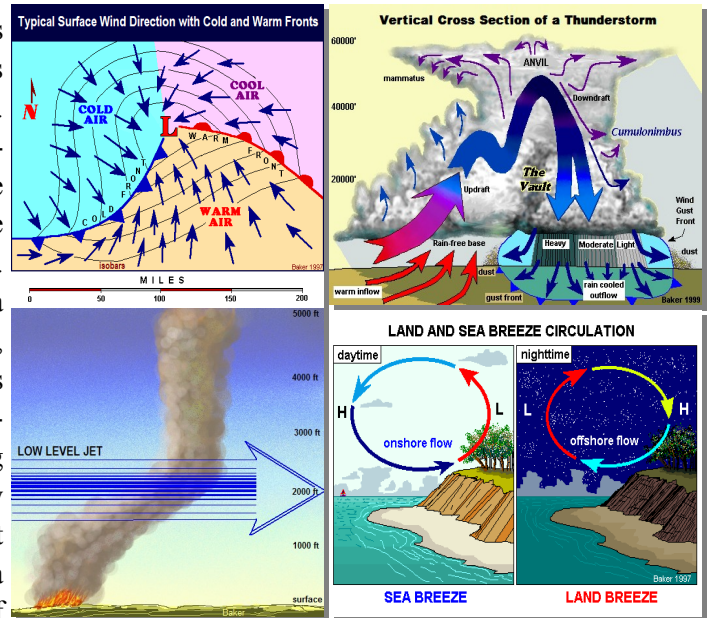 Typical Surface Wind Direction with Cold and Warm Fronts
N
COLD
AIR
COOL
AIR
L
WARM FRONT
COLD FRONT
WARM
AIR
isobars
Baker 1997
MILES
0 50 100 150 200
Vertical Cross Section of a Thunderstorm
60000'
ANVIL
mammatus
Downdraft
40000'
Cumulonimbus
The
Vault
20000'
Updraft
Wind
Gust
Front
Rain-free base
Heavy
Moderate
Light
dust
dust
warm inflow
gust front
rain cooled
outflow
Baker 1999
5000 ft
4000 ft
3000 ft
LOW LEVEL JET
2000 ft
1000 ft
surface
Baker
LAND AND SEA BREEZE CIRCULATION
daytime
H
L
onshore flow
nighttime
L
H
offshore flow
Baker 1997
SEA BREEZE
LAND BREEZE